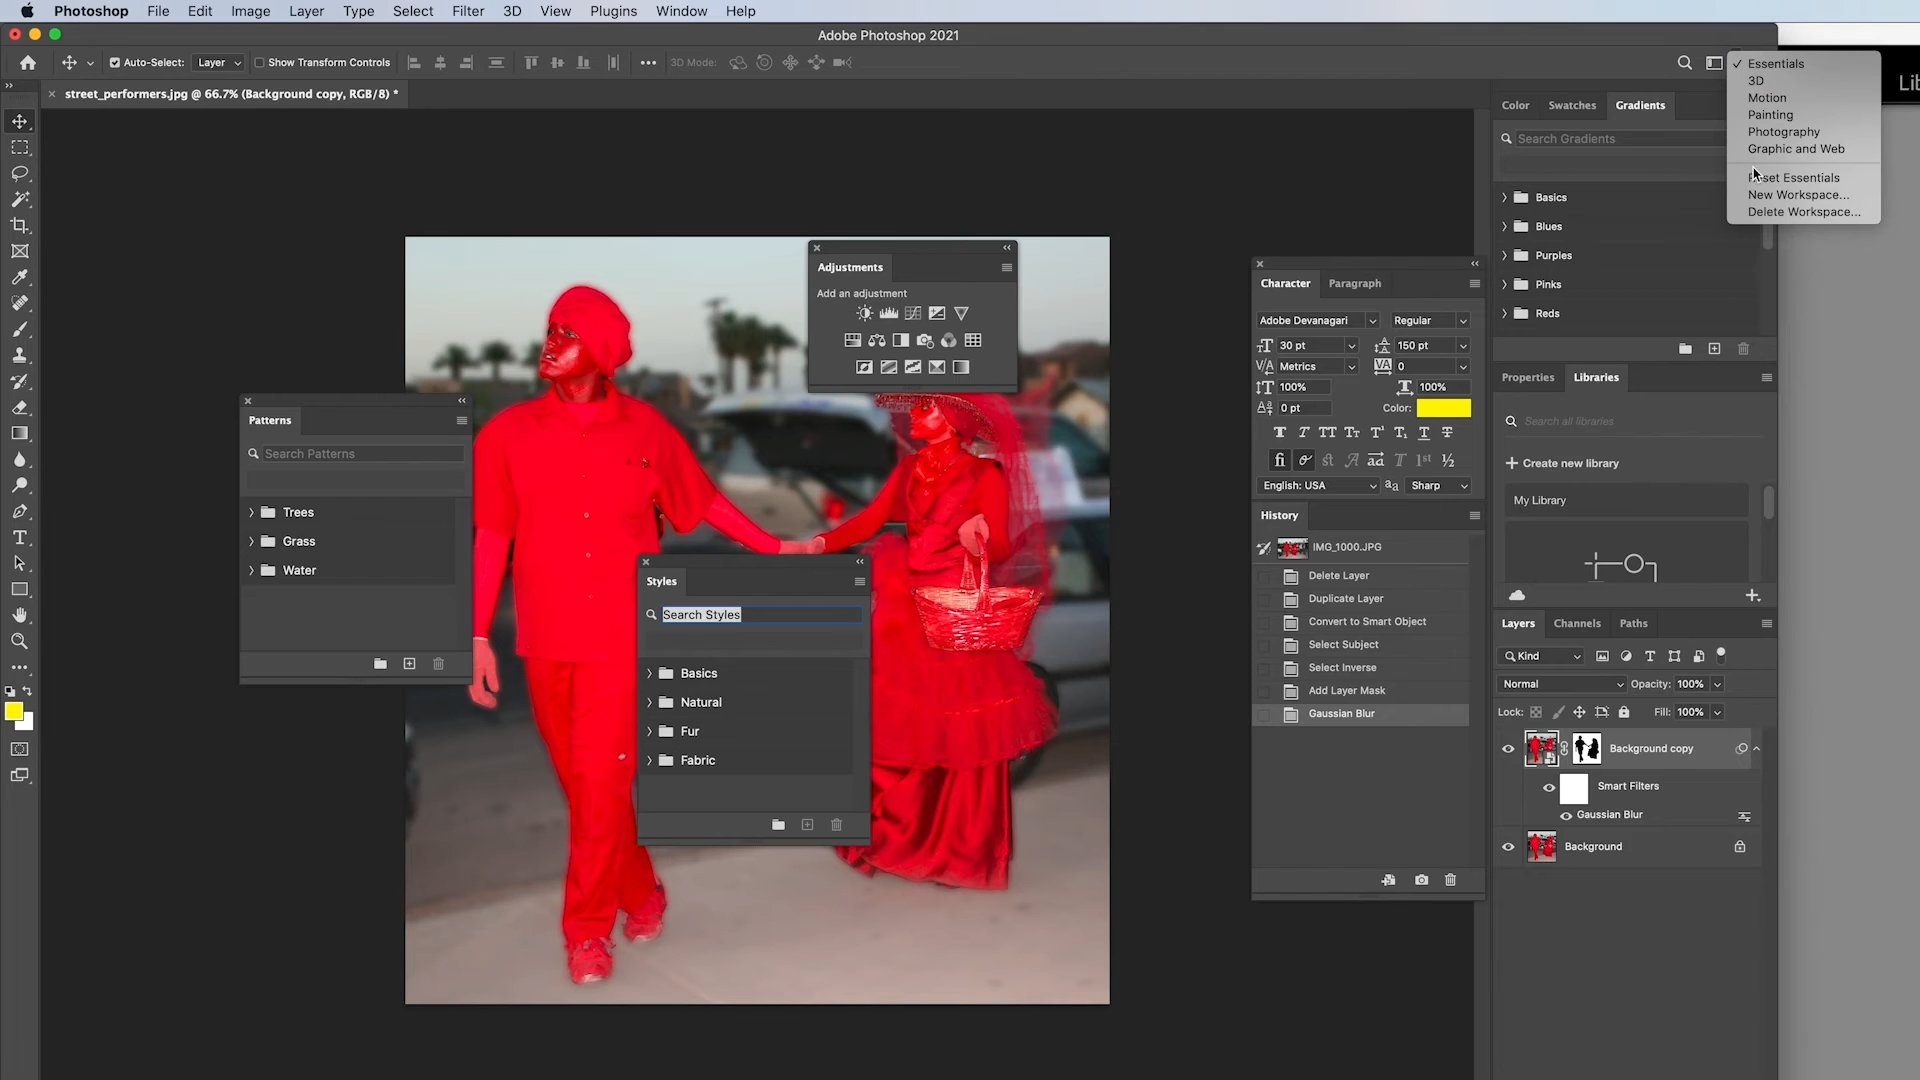 Photoshop File Edit Image Layer Type Select Filter 3D View Plugins Window Help
Adobe Photoshop 2021
Auto-Select: Layer Show Transform Controls 3D Mode:
street_performers.jpg @ 66.7% (Background copy, RGB/8) *
Essentials
3D
Motion
Painting
Photography
Graphic and Web
Reset Essentials
New Workspace...
Delete Workspace...
Color Swatches Gradients
Search Gradients
Basics
Blues
Purples
Pinks
Reds
Adjustments
Add an adjustment
Patterns
Search Patterns
Trees
Grass
Water
Styles
Search Styles
Basics
Natural
Fur
Fabric
Character Paragraph
Adobe Devanagari Regular
30 pt 150 pt
Metrics 0
100% 100%
0 pt Color:
English: USA Sharp
History
IMG_1000.JPG
Delete Layer
Duplicate Layer
Convert to Smart Object
Select Subject
Select Inverse
Add Layer Mask
Gaussian Blur
Properties Libraries
Search all libraries
Create new library
My Library
Layers Channels Paths
Kind
Normal Opacity: 100%
Lock: Fill: 100%
Background copy
Smart Filters
Gaussian Blur
Background